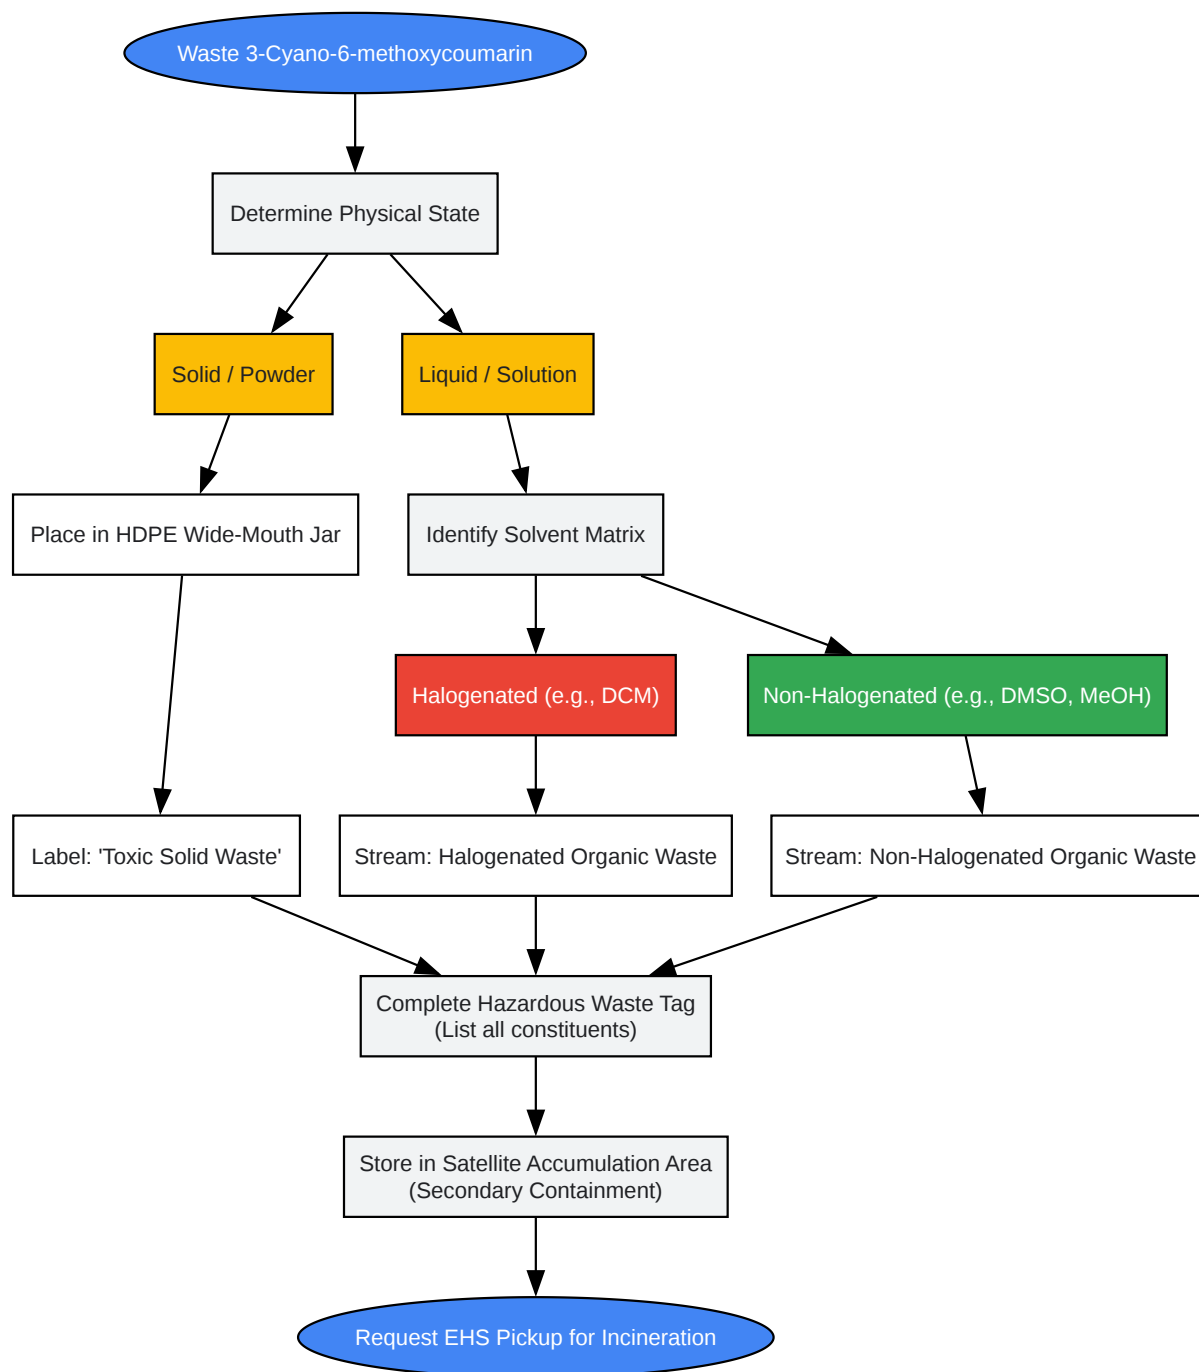 Waste 3-Cyano-6-methoxycoumarin
Determine Physical State
Solid / Powder
Liquid / Solution
Place in HDPE Wide-Mouth Jar
Identify Solvent Matrix
Halogenated (e.g., DCM)
Non-Halogenated (e.g., DMSO, MeOH)
Label: 'Toxic Solid Waste'
Stream: Halogenated Organic Waste
Stream: Non-Halogenated Organic Waste
Complete Hazardous Waste Tag
(List all constituents)
Store in Satellite Accumulation Area
(Secondary Containment)
Request EHS Pickup for Incineration